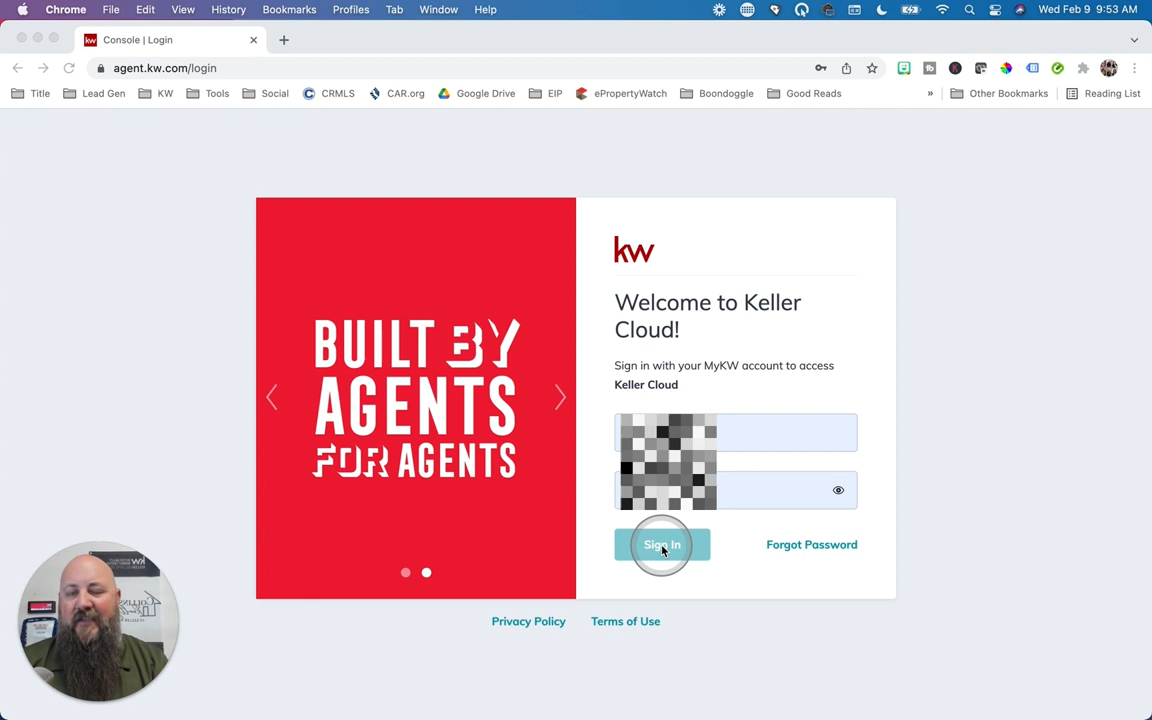 Chrome File Edit View History Bookmarks Profiles Tab Window Help Wed Feb 9 9:53 AM
kw Console | Login
agent.kw.com/login
Title Lead Gen KW Tools Social CRMLS CAR.org Google Drive EIP ePropertyWatch Boondoggle Good Reads » Other Bookmarks Reading List
BUILT BY
AGENTS
FOR AGENTS
kw
Welcome to Keller
Cloud!
Sign in with your MyKW account to access
Keller Cloud
Sign In
Forgot Password
Privacy Policy Terms of Use